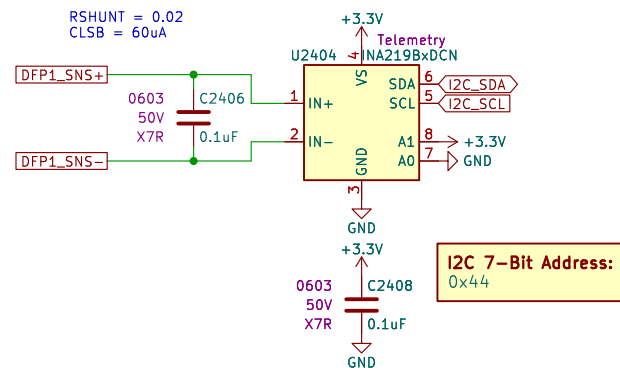 RSHUNT = 0.02
CLSB = 60uA
+3.3V
Telemetry
U2404
INA219BxDCN
4
VS
DFP1_SNS+
0603
50V
X7R
C2406
0.1uF
1
IN+
2
IN-
SDA
6
I2C_SDA
SCL
5
I2C_SCL
A1
8
+3.3V
A0
7
GND
DFP1_SNS-
GND
3
GND
+3.3V
0603
50V
X7R
C2408
0.1uF
GND
I2C 7-Bit Address:
0x44